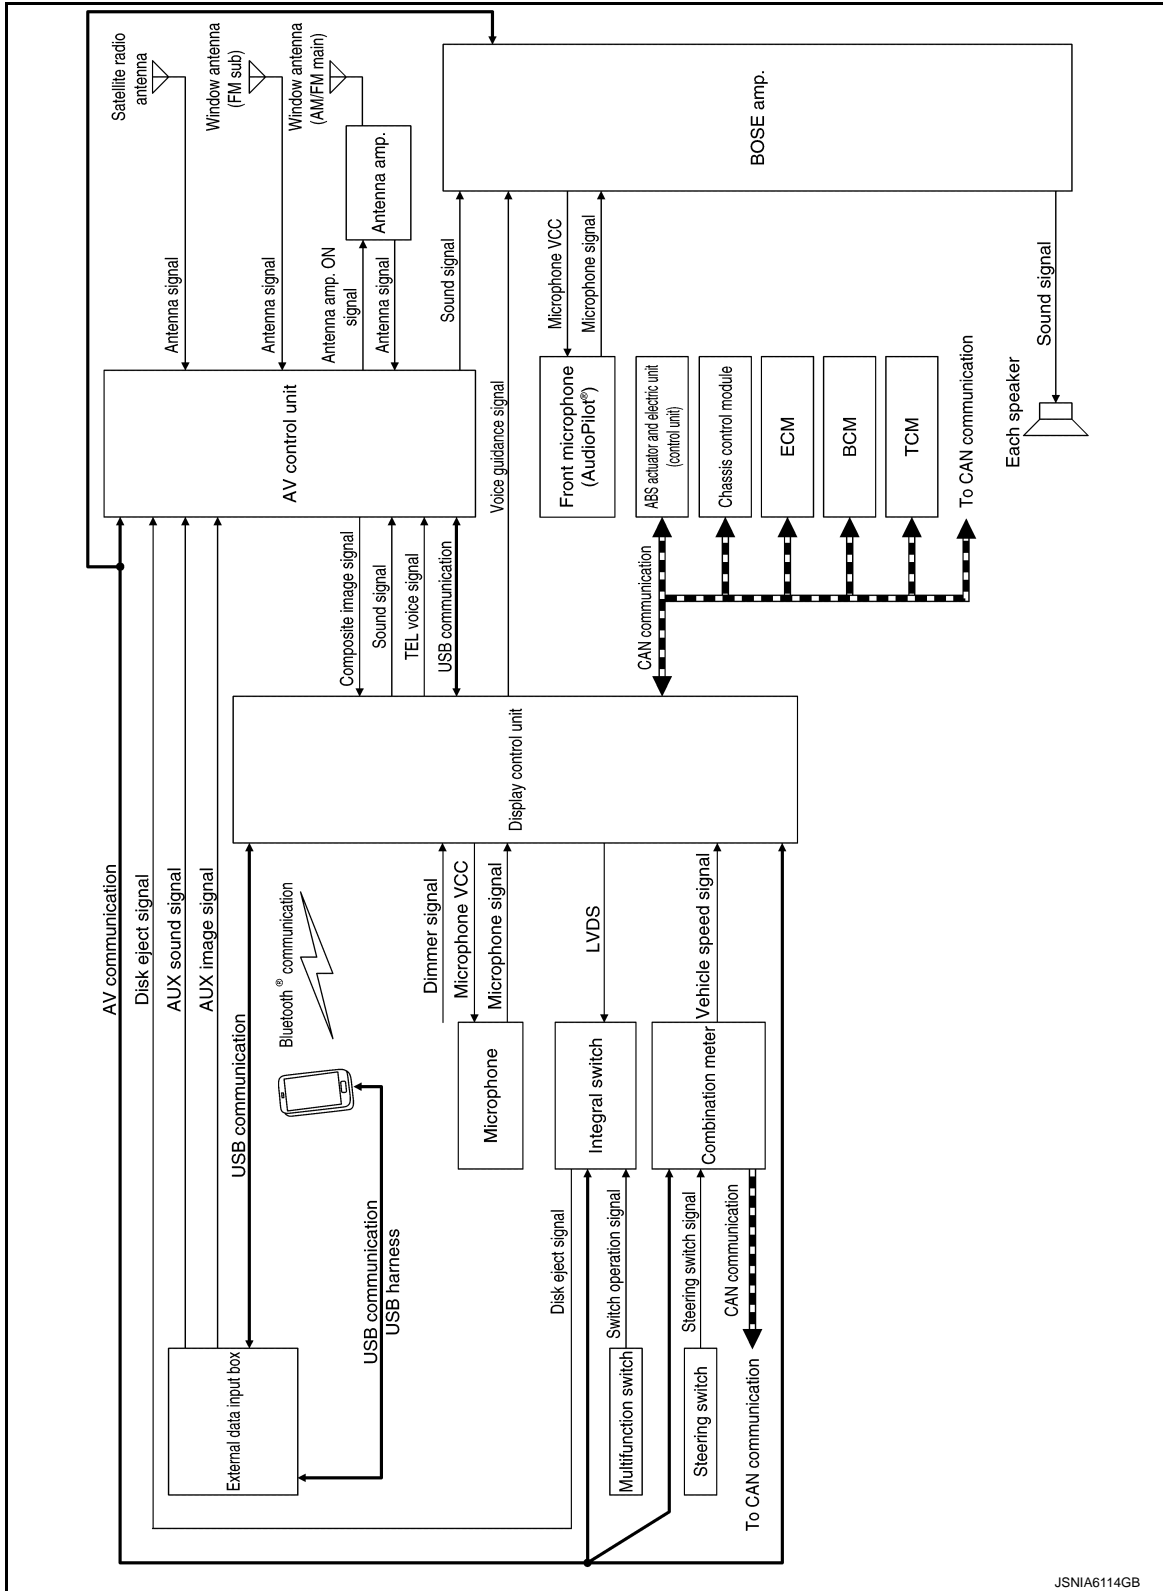 Satellite radio
antenna
Window antenna
(FM sub)
Window antenna
(AM/FM main)
Antenna amp.
BOSE amp.
Antenna signal
Antenna signal
Antenna amp. ON
signal
Antenna signal
Sound signal
Voice guidance signal
Microphone VCC
Microphone signal
Sound signal
AV control unit
Front microphone
(AudioPilot®)
ABS actuator and electric unit
(control unit)
Chassis control module
ECM
BCM
TCM
To CAN communication
Each speaker
Composite image signal
Sound signal
TEL voice signal
USB communication
CAN communication
Display control unit
AV communication
Disk eject signal
AUX sound signal
AUX image signal
USB communication
Bluetooth® communication
Dimmer signal
Microphone VCC
Microphone signal
LVDS
Vehicle speed signal
Microphone
Integral switch
Combination meter
USB communication
USB harness
Disk eject signal
Switch operation signal
Steering switch signal
CAN communication
External data input box
Multifunction switch
Steering switch
To CAN communication
JSNIA6114GB